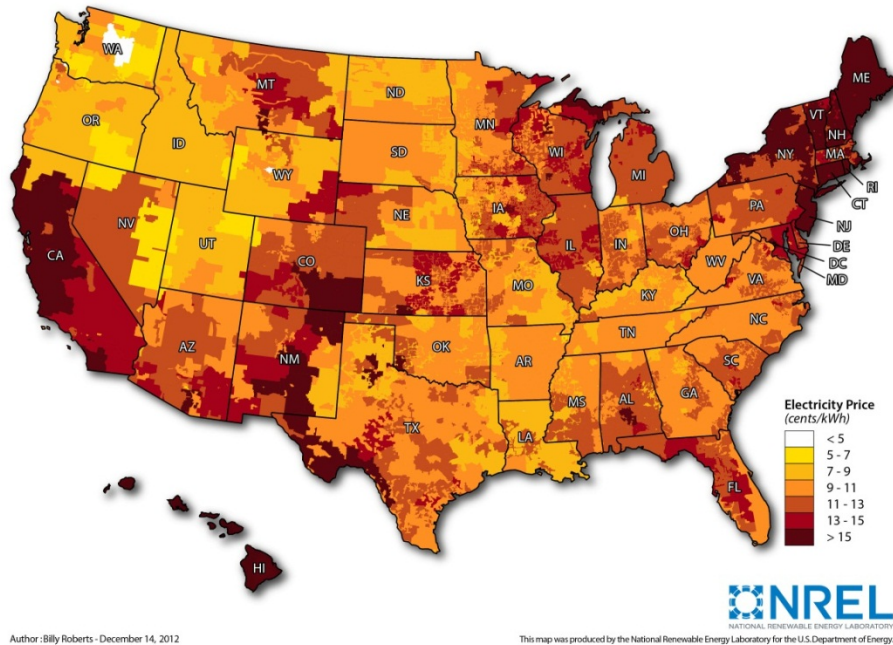 WA
MT
ND
MN
ME
VT
NH
OR
ID
SD
WI
NY
MA
WY
MI
RI
CT
IA
PA
NV
NE
NJ
UT
IL
IN
OH
DE
CA
CO
DC
KS
WV
MD
MO
VA
KY
NC
TN
AZ
NM
OK
AR
SC
MS
AL
GA
TX
LA
FL
HI
Electricity Price
(cents/kWh)
< 5
5 - 7
7 - 9
9 - 11
11 - 13
13 - 15
> 15
NREL
NATIONAL RENEWABLE ENERGY LABORATORY
Author : Billy Roberts - December 14, 2012
This map was produced by the National Renewable Energy Laboratory for the U.S. Department of Energy.